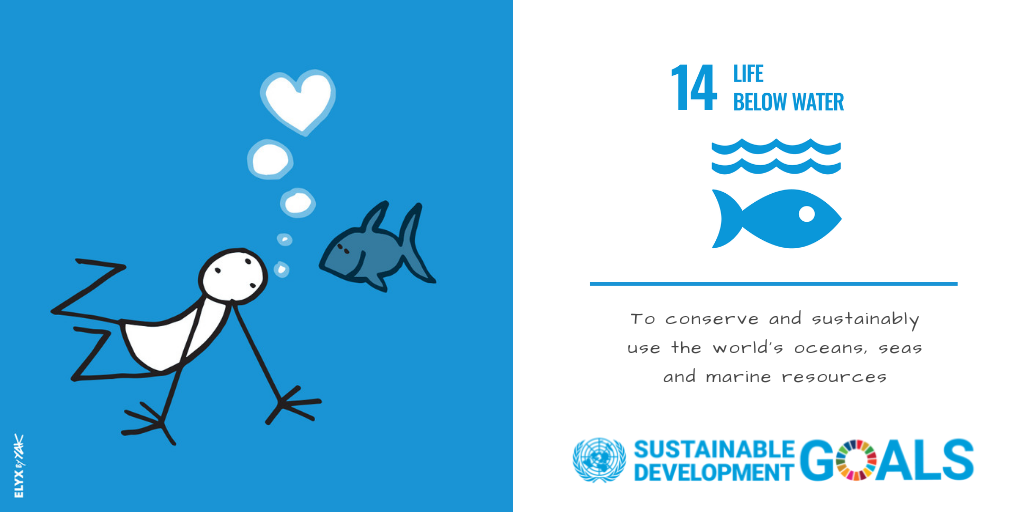 ELYX BY YAK
14 LIFE
BELOW WATER
To conserve and sustainably
use the world's oceans, seas
and marine resources
SUSTAINABLE
DEVELOPMENT GOALS